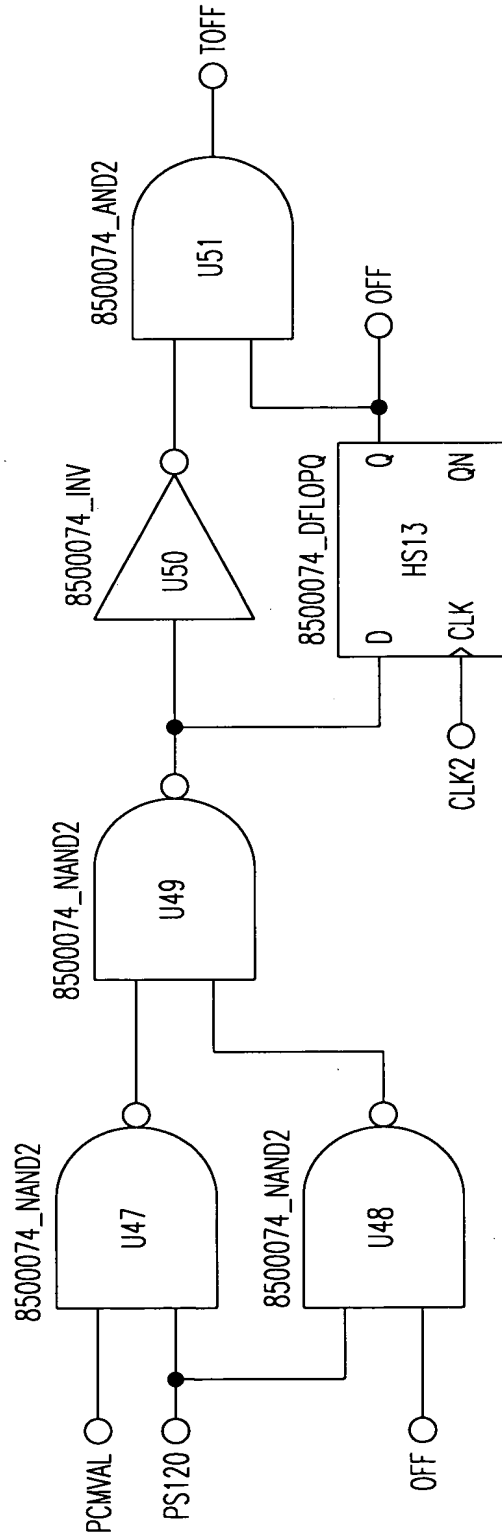 PCMVAL
PS120
OFF
8500074_NAND2
U47
8500074_NAND2
U48
8500074_NAND2
U49
8500074_INV
U50
8500074_DFLOPQ
D
Q
HS13
CLK
QN
CLK2
OFF
8500074_AND2
U51
TOFF